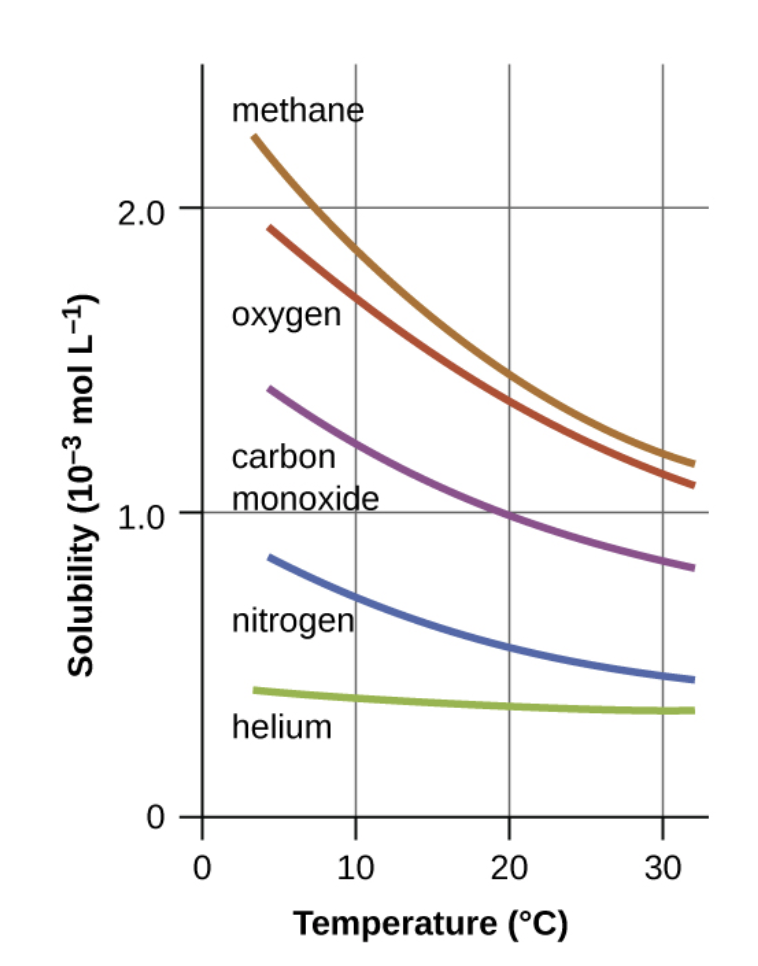 methane
2.0
oxygen
carbon
monoxide
1.0
nitrogen
helium
0
0 10 20 30
Temperature (°C)
Solubility (10⁻³ mol L⁻¹)